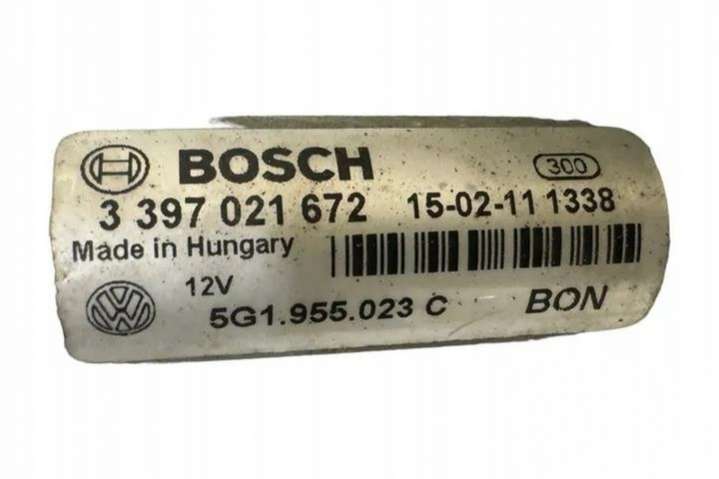 BOSCH
300
3 397 021 672 15-02-11 1338
Made in Hungary
12V
5G1.955.023 C BON